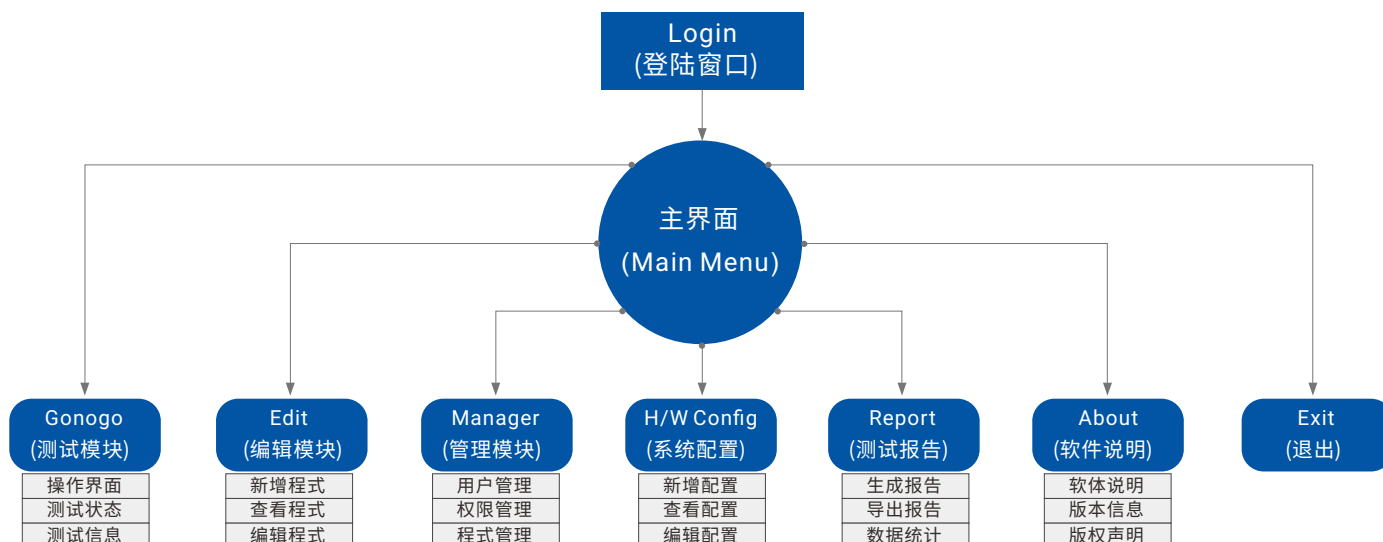 Login
(登陆窗口)
主界面
(Main Menu)
Gonogo
(测试模块)
操作界面
测试状态
测试信息
Edit
(编辑模块)
新增程式
查看程式
编辑程式
Manager
(管理模块)
用户管理
权限管理
程式管理
H/W Config
(系统配置)
新增配置
查看配置
编辑配置
Report
(测试报告)
生成报告
导出报告
数据统计
About
(软件说明)
软体说明
版本信息
版权声明
Exit
(退出)